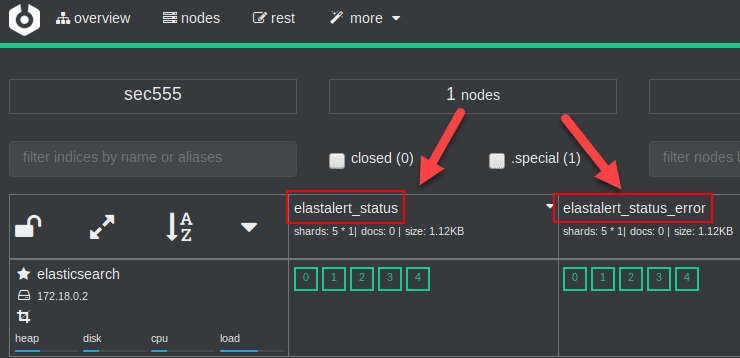 overview nodes rest more
sec555 1 nodes
filter indices by name or aliases closed (0) .special (1) filter nodes b
elastalert_status elastalert_status_error
shards: 5 * 1| docs: 0 | size: 1.12KB shards: 5 * 1| docs: 0 | size: 1.12KB
A
Z
elasticsearch 0 1 2 3 4 0 1 2 3 4
172.18.0.2
heap disk cpu load